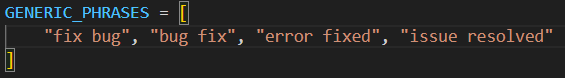 GENERIC_PHRASES = [
    "fix bug", "bug fix", "error fixed", "issue resolved"
]